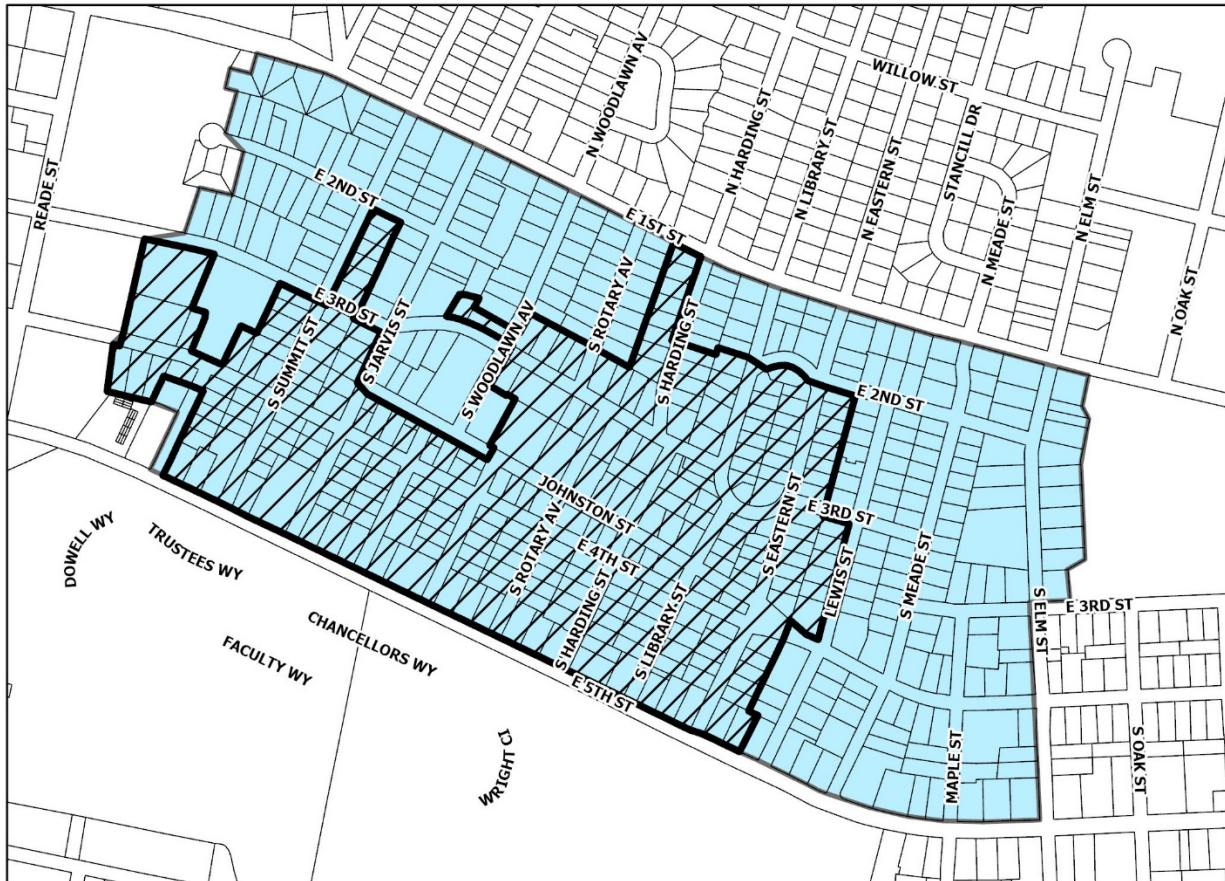 WILLOW ST
N WOODLAWN AV
N HARDING ST
N LIBRARY ST
N EASTERN ST
STANCILL DR
N MEADE ST
N ELM ST
N OAK ST
READE ST
E 2ND ST
E 1ST ST
S ROTARY AV
E 3RD ST
S SUMMIT ST
S JARVIS ST
S WOODLAWN AV
S HARDING ST
E 2ND ST
JOHNSTON ST
S EASTERN ST
E 3RD ST
S ROTARY AV
E 4TH ST
S HARDING ST
S LIBRARY ST
LEWIS ST
S MEADE ST
S ELM ST
E 3RD ST
DOWELL WY
TRUSTEES WY
CHANCELLORS WY
FACULTY WY
E 5TH ST
WRIGHT CI
MAPLE ST
S OAK ST